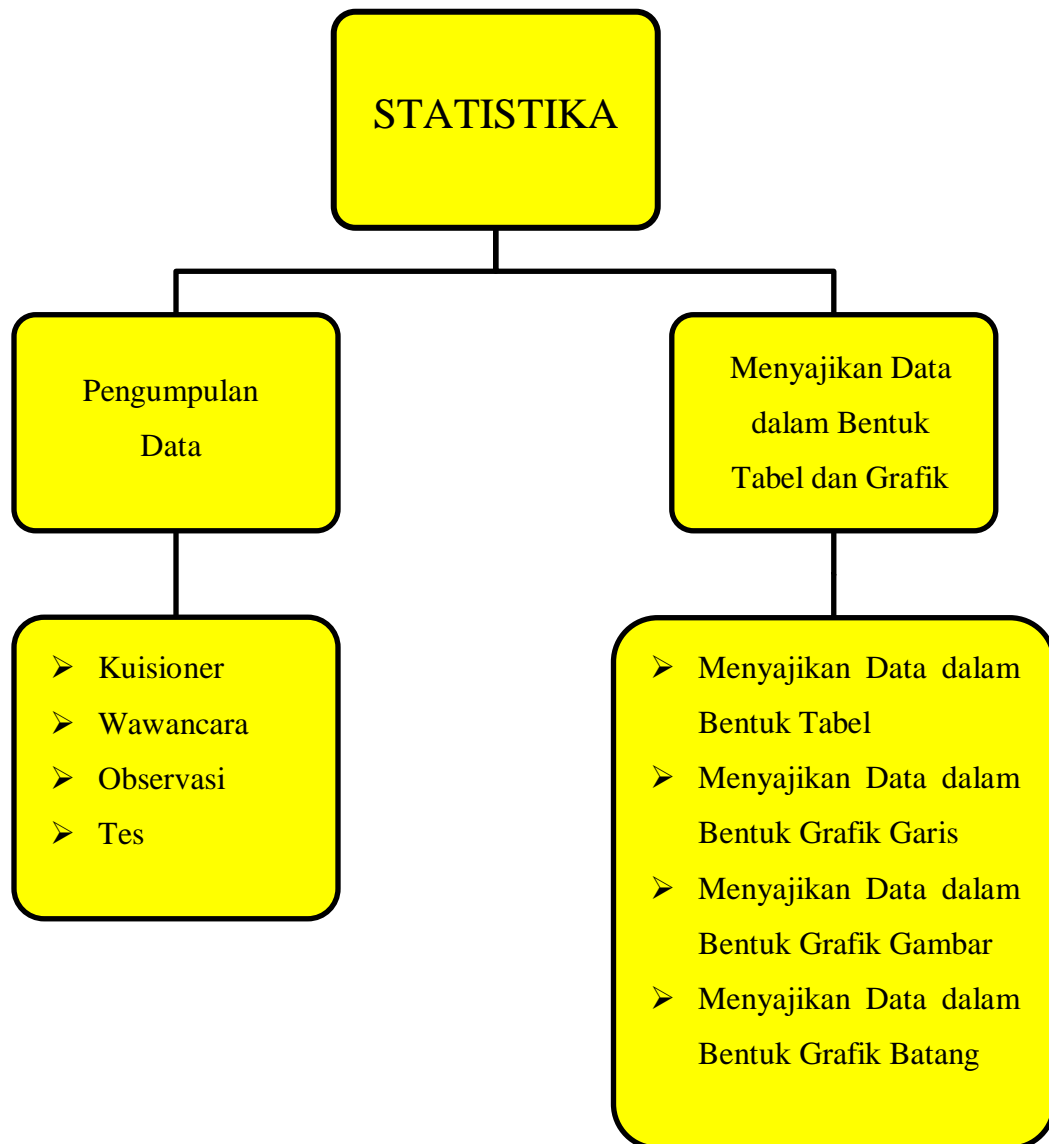 STATISTIKA
Pengumpulan
Data
Menyajikan Data
dalam Bentuk
Tabel dan Grafik
➢ Kuisioner
➢ Wawancara
➢ Observasi
➢ Tes
➢ Menyajikan Data dalam
Bentuk Tabel
➢ Menyajikan Data dalam
Bentuk Grafik Garis
➢ Menyajikan Data dalam
Bentuk Grafik Gambar
➢ Menyajikan Data dalam
Bentuk Grafik Batang